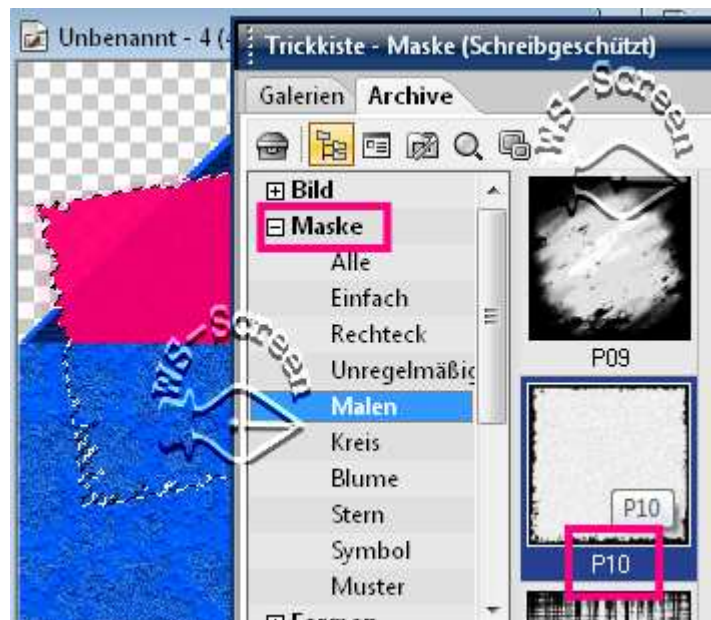 Unbenannt - 4 (
Trickkiste - Maske (Schreibgeschützt)
Galerien Archive
WS-Screen
Bild
Maske
Alle
Einfach
Rechteck
Unregelmäßig
Malen
Kreis
Blume
Stern
Symbol
Muster
Formen
WS-Screen
P09
P10
P10